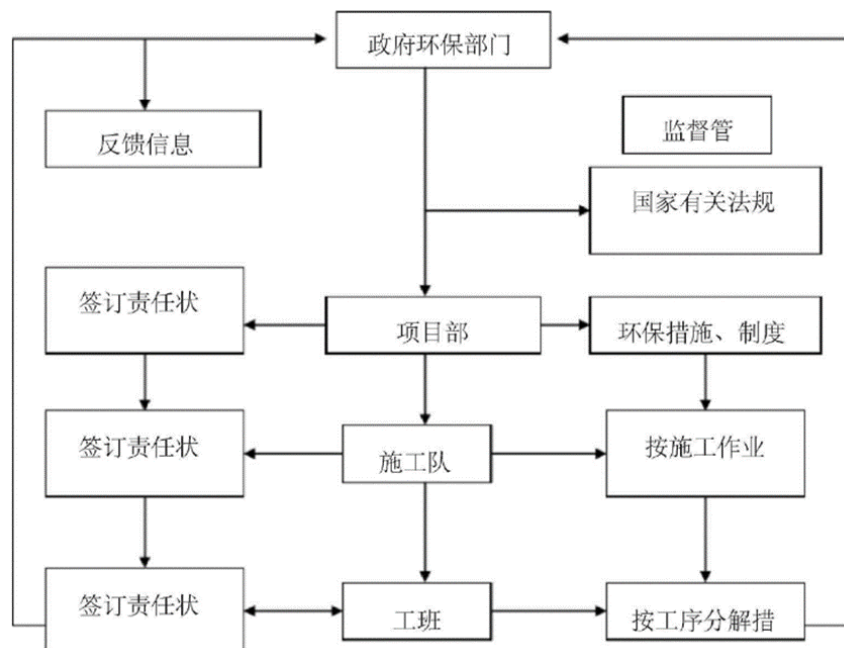 政府环保部门
反馈信息
监督管
国家有关法规
签订责任状
项目部
环保措施、制度
签订责任状
施工队
按施工作业
签订责任状
工班
按工序分解措